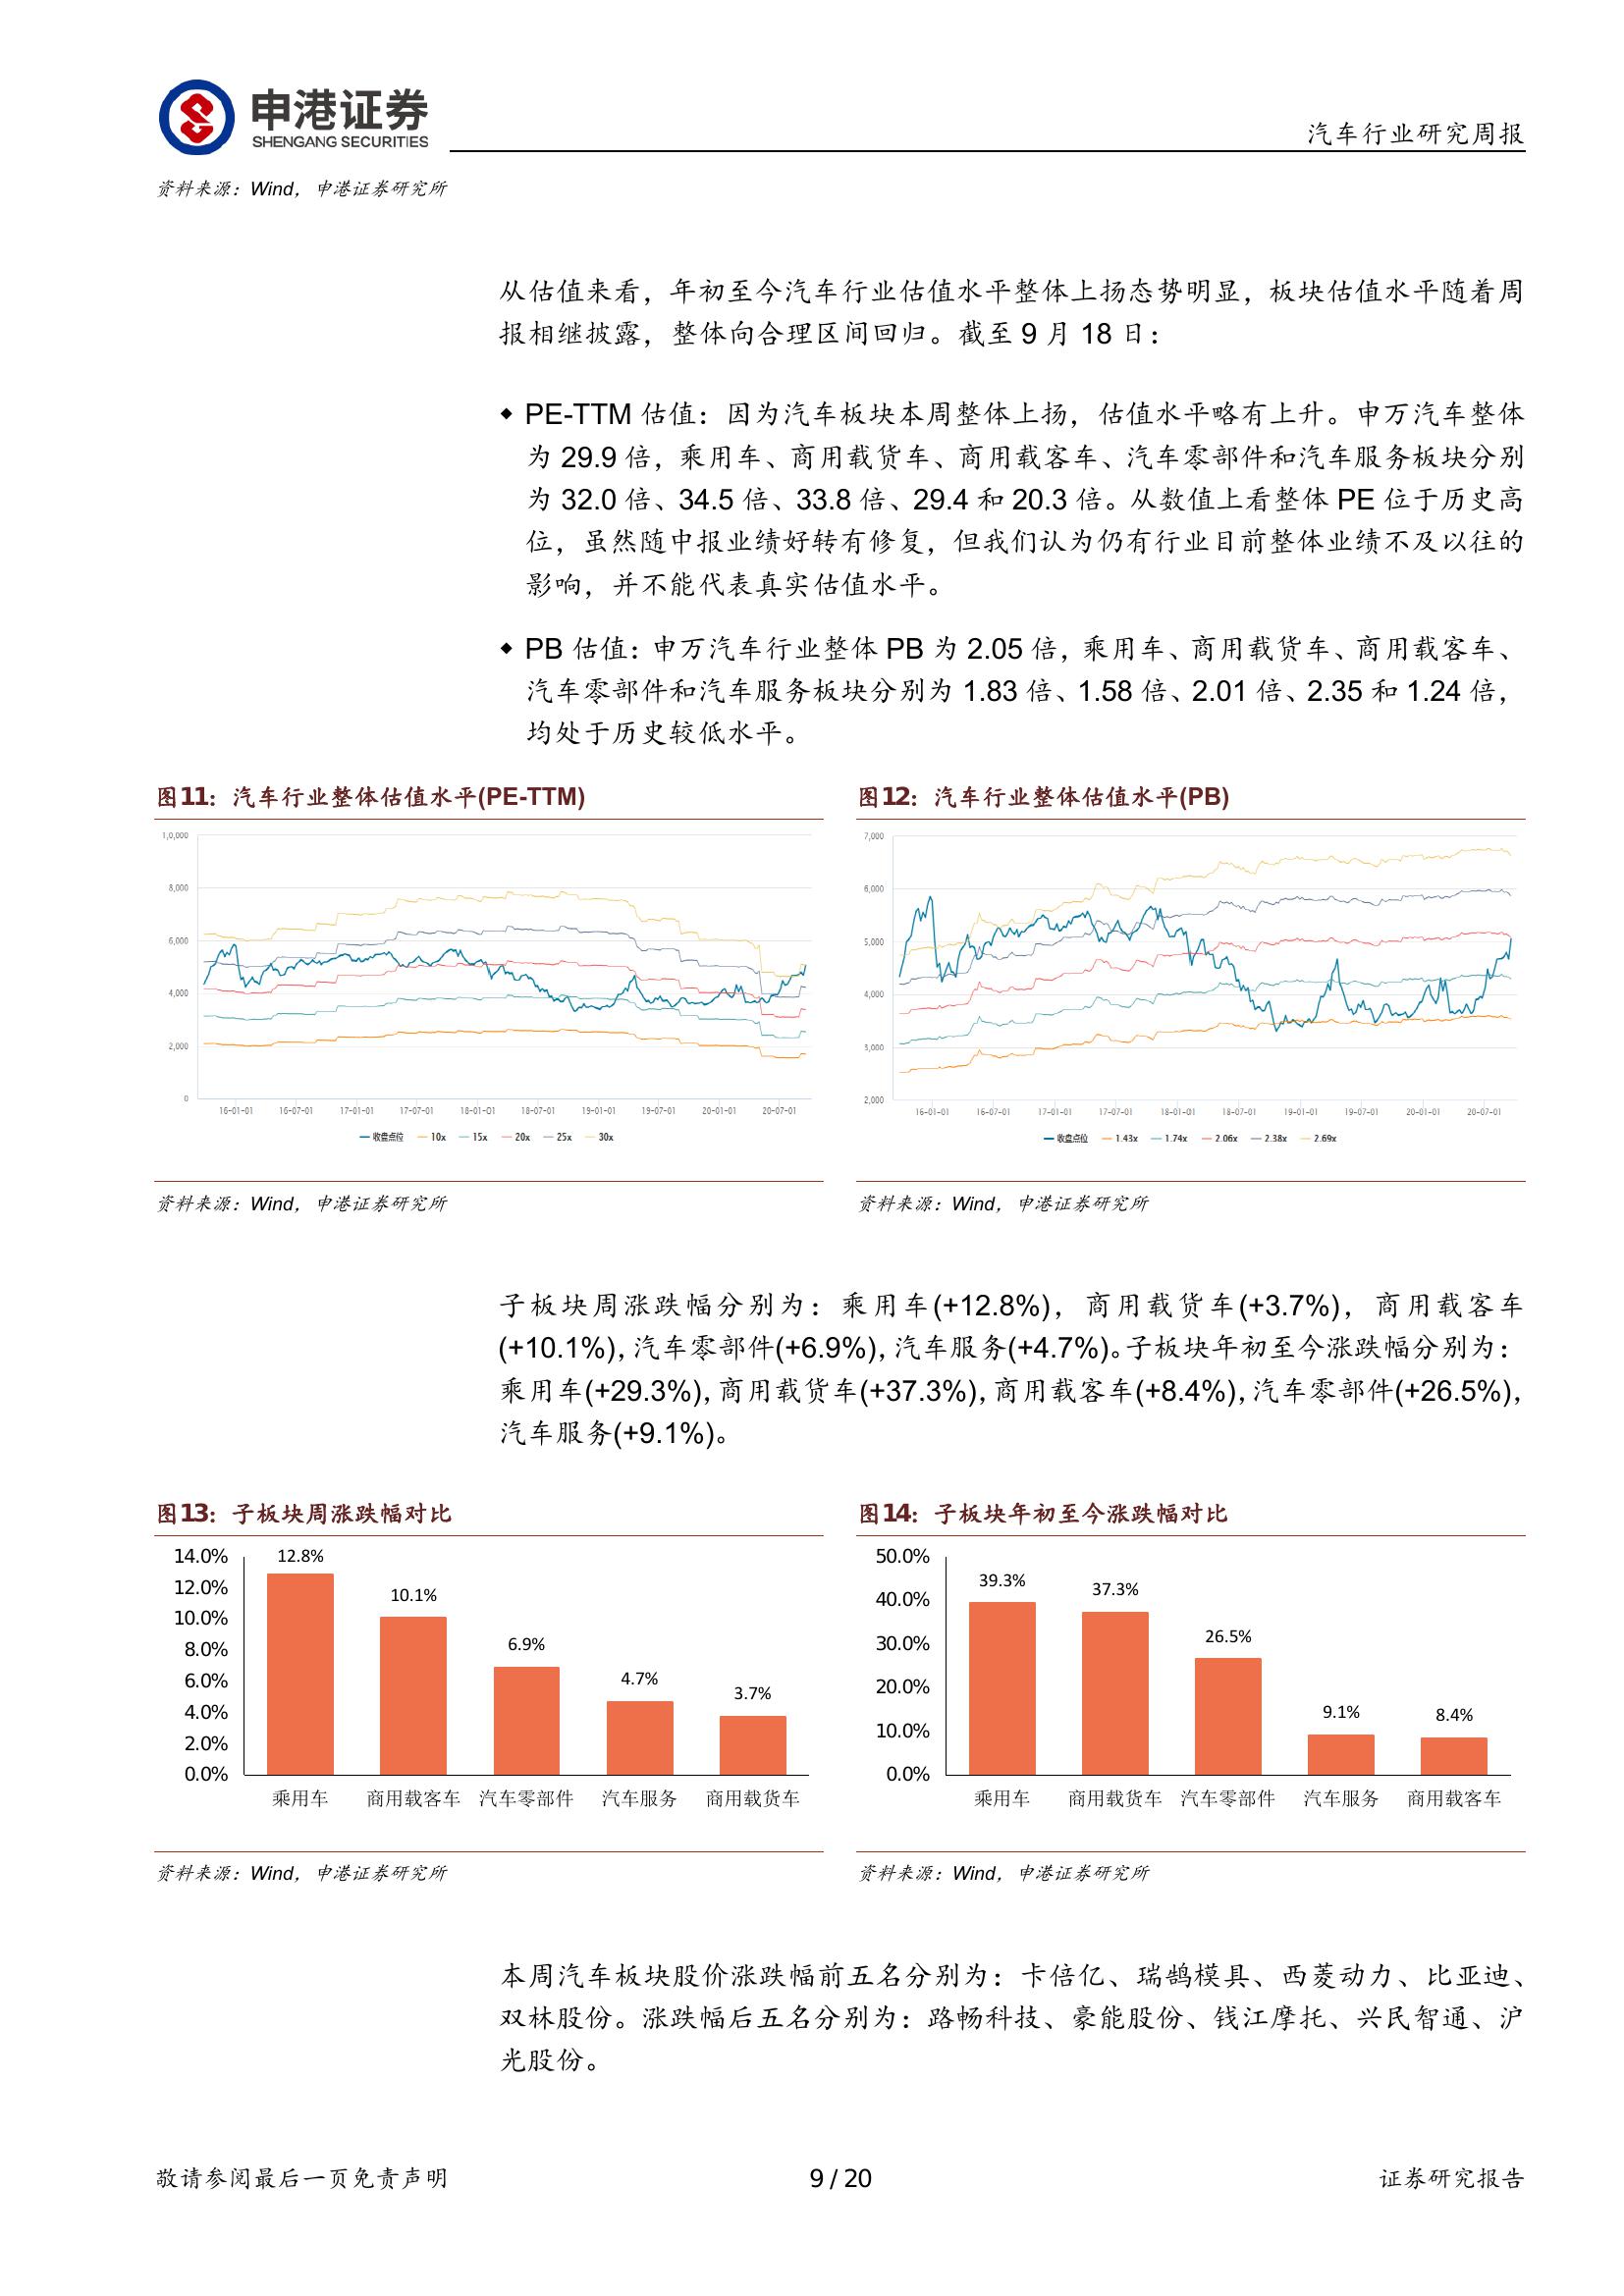 申港证券
SHENGANG SECURITIES
汽车行业研究周报
资料来源：Wind，申港证券研究所
从估值来看，年初至今汽车行业估值水平整体上扬态势明显，板块估值水平随着周
报相继披露，整体向合理区间回归。截至 9 月 18 日：
◆ PE-TTM 估值：因为汽车板块本周整体上扬，估值水平略有上升。申万汽车整体
为 29.9 倍，乘用车、商用载货车、商用载客车、汽车零部件和汽车服务板块分别
为 32.0 倍、34.5 倍、33.8 倍、29.4 和 20.3 倍。从数值上看整体 PE 位于历史高
位，虽然随中报业绩好转有修复，但我们认为仍有行业目前整体业绩不及以往的
影响，并不能代表真实估值水平。
◆ PB 估值：申万汽车行业整体 PB 为 2.05 倍，乘用车、商用载货车、商用载客车、
汽车零部件和汽车服务板块分别为 1.83 倍、1.58 倍、2.01 倍、2.35 和 1.24 倍，
均处于历史较低水平。
图11：汽车行业整体估值水平(PE-TTM)
1,0,000
8,000
6,000
4,000
2,000
0
16-01-01 16-07-01 17-01-01 17-07-01 18-01-01 18-07-01 19-01-01 19-07-01 20-01-01 20-07-01
收盘点位 10x 15x 20x 25x 30x
资料来源：Wind，申港证券研究所
图12：汽车行业整体估值水平(PB)
7,000
6,000
5,000
4,000
3,000
2,000
16-01-01 16-07-01 17-01-01 17-07-01 18-01-01 18-07-01 19-01-01 19-07-01 20-01-01 20-07-01
收盘点位 1.43x 1.74x 2.06x 2.38x 2.69x
资料来源：Wind，申港证券研究所
子板块周涨跌幅分别为：乘用车(+12.8%)，商用载货车(+3.7%)，商用载客车
(+10.1%)，汽车零部件(+6.9%)，汽车服务(+4.7%)。子板块年初至今涨跌幅分别为：
乘用车(+29.3%)，商用载货车(+37.3%)，商用载客车(+8.4%)，汽车零部件(+26.5%)，
汽车服务(+9.1%)。
图13：子板块周涨跌幅对比
14.0%
12.0%
10.0%
8.0%
6.0%
4.0%
2.0%
0.0%
12.8% 10.1% 6.9% 4.7% 3.7%
乘用车 商用载客车 汽车零部件 汽车服务 商用载货车
资料来源：Wind，申港证券研究所
图14：子板块年初至今涨跌幅对比
50.0%
40.0%
30.0%
20.0%
10.0%
0.0%
39.3% 37.3% 26.5% 9.1% 8.4%
乘用车 商用载货车 汽车零部件 汽车服务 商用载客车
资料来源：Wind，申港证券研究所
本周汽车板块股价涨跌幅前五名分别为：卡倍亿、瑞鹄模具、西菱动力、比亚迪、
双林股份。涨跌幅后五名分别为：路畅科技、豪能股份、钱江摩托、兴民智通、沪
光股份。
敬请参阅最后一页免责声明
9 / 20
证券研究报告